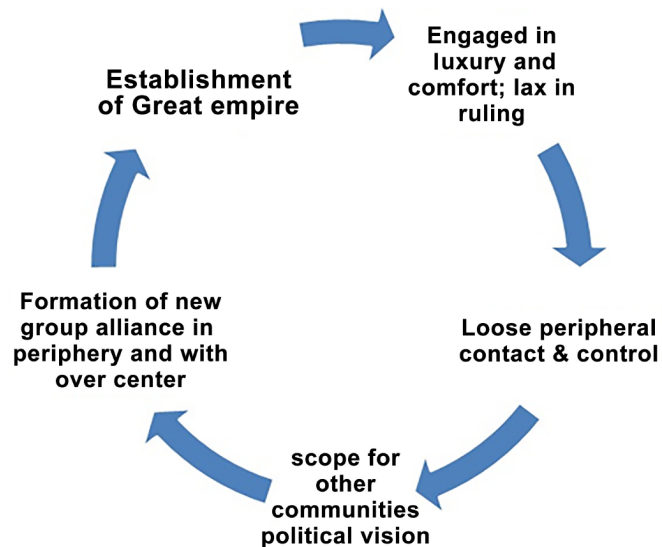 Establishment
of Great empire
Engaged in
luxury and
comfort; lax in
ruling
Loose peripheral
contact & control
scope for
other
communities
political vision
Formation of new
group alliance in
periphery and with
over center